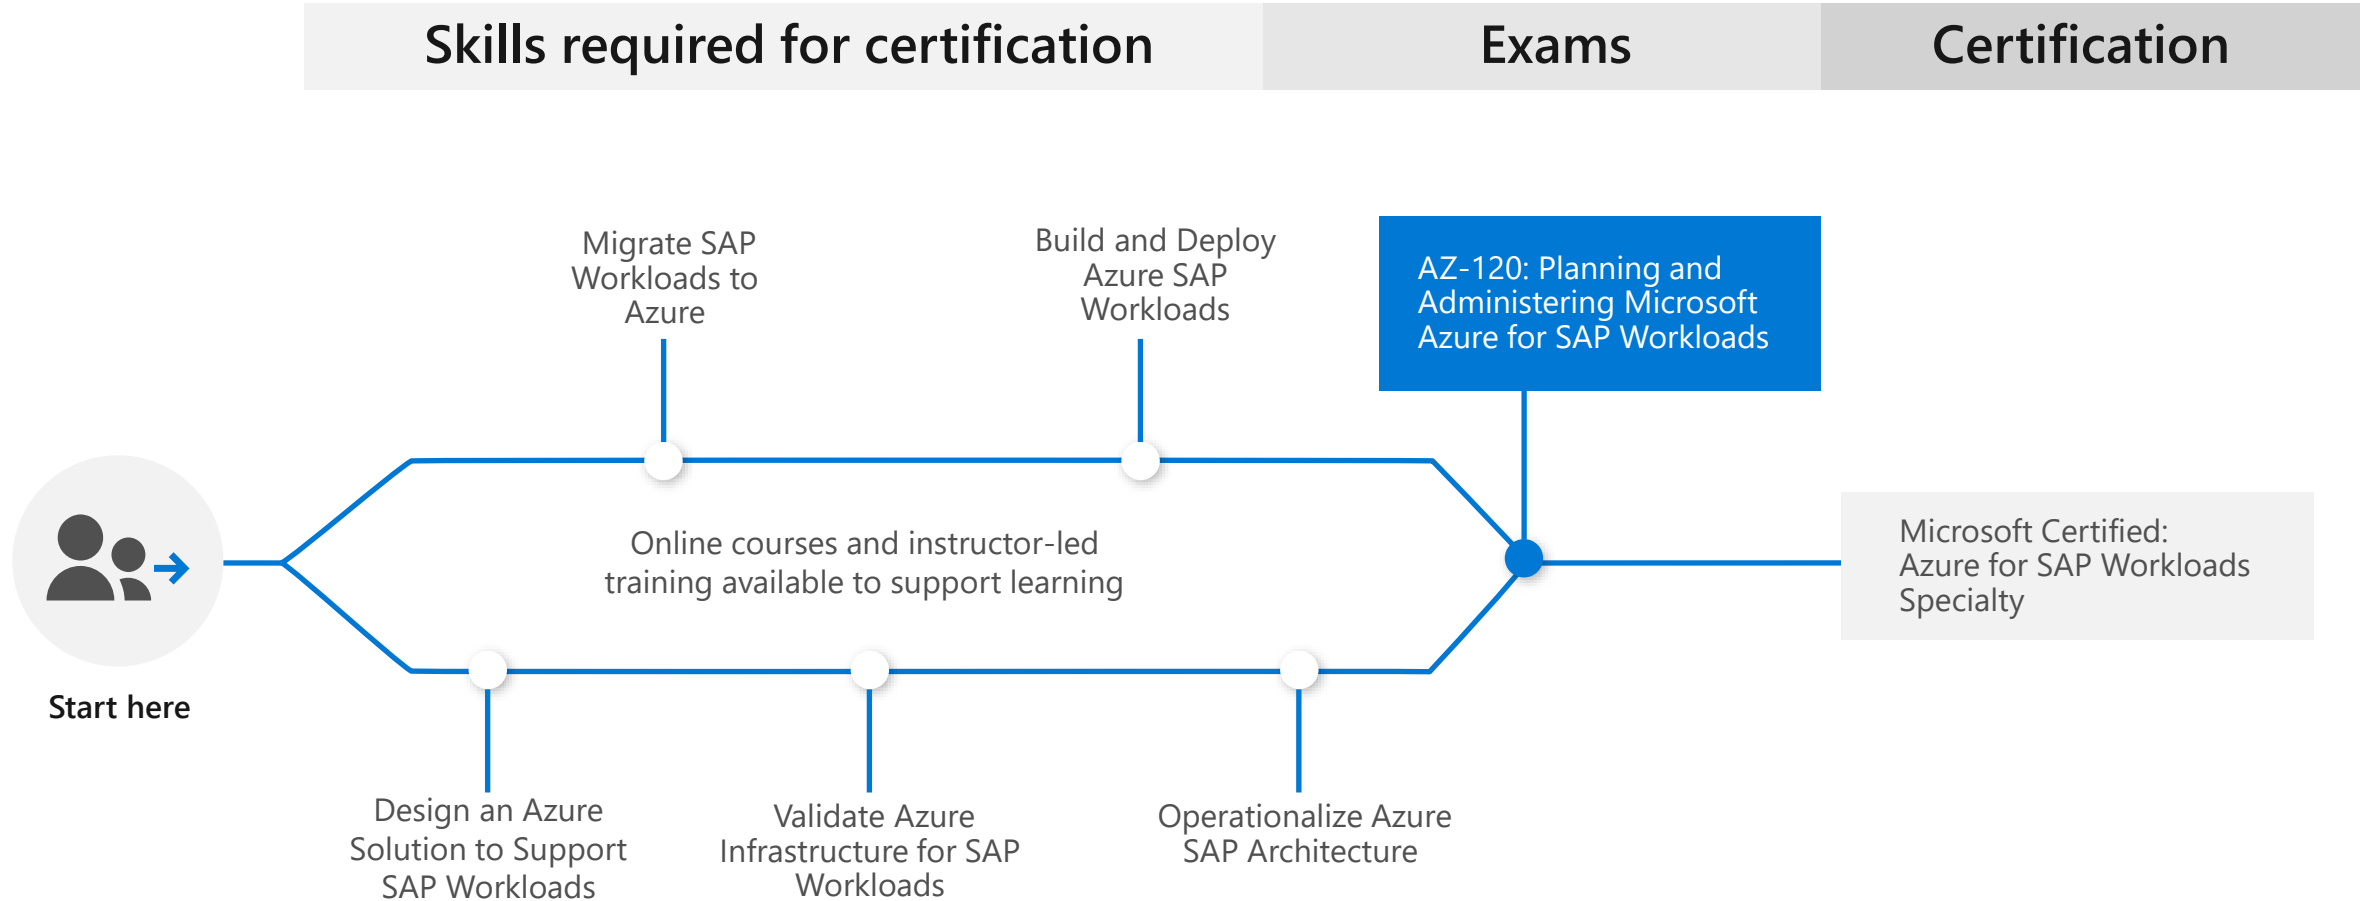 Skills required for certification
Exams
Certification
Migrate SAP
Workloads to
Azure
Build and Deploy
Azure SAP
Workloads
AZ-120: Planning and
Administering Microsoft
Azure for SAP Workloads
Online courses and instructor-led
training available to support learning
Microsoft Certified:
Azure for SAP Workloads
Specialty
Start here
Design an Azure
Solution to Support
SAP Workloads
Validate Azure
Infrastructure for SAP
Workloads
Operationalize Azure
SAP Architecture